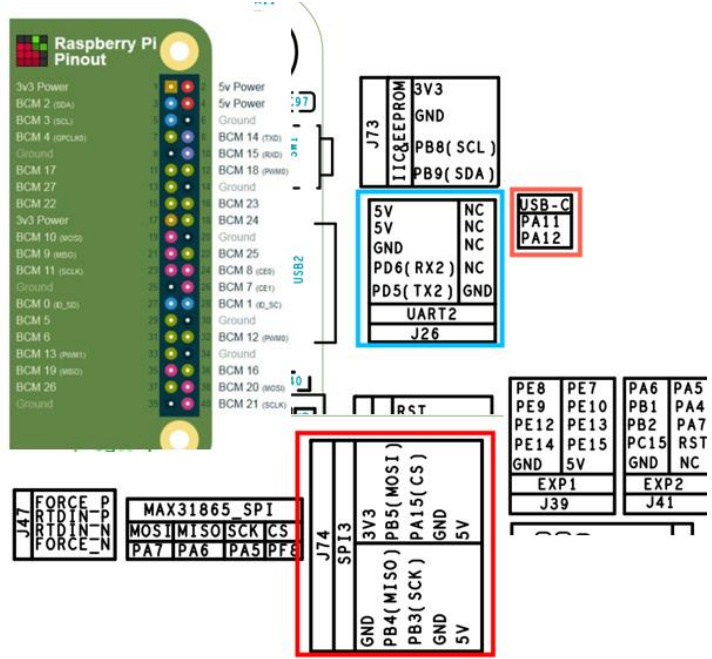 Raspberry Pi
Pinout
3v3 Power 1 2 5v Power
BCM 2 (SDA) 3 4 5v Power
BCM 3 (SCL) 5 6 Ground
BCM 4 (GPCLK0) 7 8 BCM 14 (TXD)
Ground 9 10 BCM 15 (RXD)
BCM 17 11 12 BCM 18 (PWM0)
BCM 27 13 14 Ground
BCM 22 15 16 BCM 23
3v3 Power 17 18 BCM 24
BCM 10 (MOSI) 19 20 Ground
BCM 9 (MISO) 21 22 BCM 25
BCM 11 (SCLK) 23 24 BCM 8 (CE0)
Ground 25 26 BCM 7 (CE1)
BCM 0 (ID_SD) 27 28 BCM 1 (ID_SC)
BCM 5 29 30 Ground
BCM 6 31 32 BCM 12 (PWM0)
BCM 13 (PWM1) 33 34 Ground
BCM 19 (MISO) 35 36 BCM 16
BCM 26 37 38 BCM 20 (MOSI)
Ground 39 40 BCM 21 (SCLK)
C97
USB2
40
J73
IIC&EEPROM
3V3
GND
PB8(SCL)
PB9(SDA)
5V NC
5V NC
GND NC
PD6(RX2) NC
PD5(TX2) GND
UART2
J26
USB-C
PA11
PA12
RST
PE8 PE7
PE9 PE10
PE12 PE13
PE14 PE15
GND 5V
EXP1
J39
PA6 PA5
PB1 PA4
PB2 PA7
PC15 RST
GND NC
EXP2
J41
J47
FORCE_P
RTDIN_P
RTDIN_N
FORCE_N
MAX31865_SPI
MOSI MISO SCK CS
PA7 PA6 PA5 PF8
J74
SPI3
3V3
PB5(MOSI)
PA15(CS)
GND
5V
GND
PB4(MISO)
PB3(SCK)
GND
5V